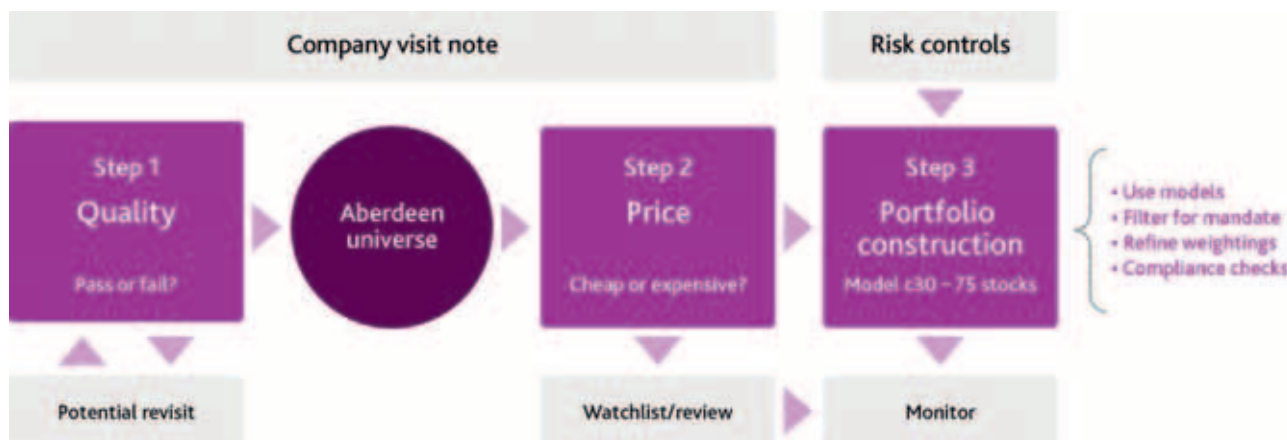 Company visit note
Risk controls
Step 1
Quality
Pass or fail?
Aberdeen
universe
Step 2
Price
Cheap or expensive?
Step 3
Portfolio
construction
Model c30 – 75 stocks
• Use models
• Filter for mandate
• Refine weightings
• Compliance checks
Potential revisit
Watchlist/review
Monitor